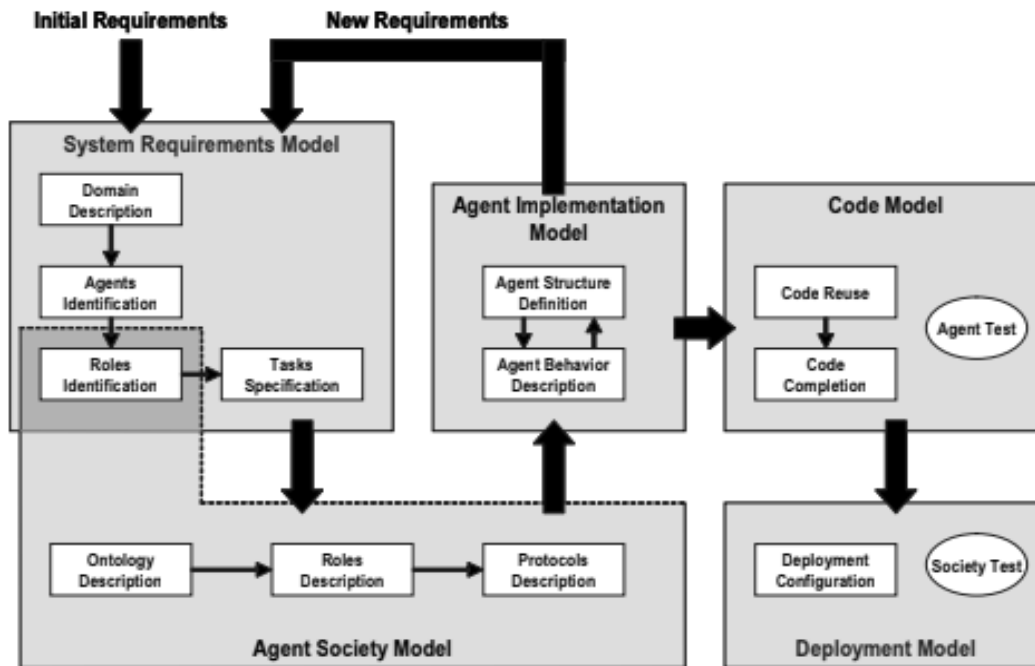 Initial Requirements
New Requirements
System Requirements Model
Domain
Description
Agents
Identification
Roles
Identification
Tasks
Specification
Agent Implementation
Model
Agent Structure
Definition
Agent Behavior
Description
Code Model
Code Reuse
Code
Completion
Agent Test
Ontology
Description
Roles
Description
Protocols
Description
Agent Society Model
Deployment
Configuration
Society Test
Deployment Model